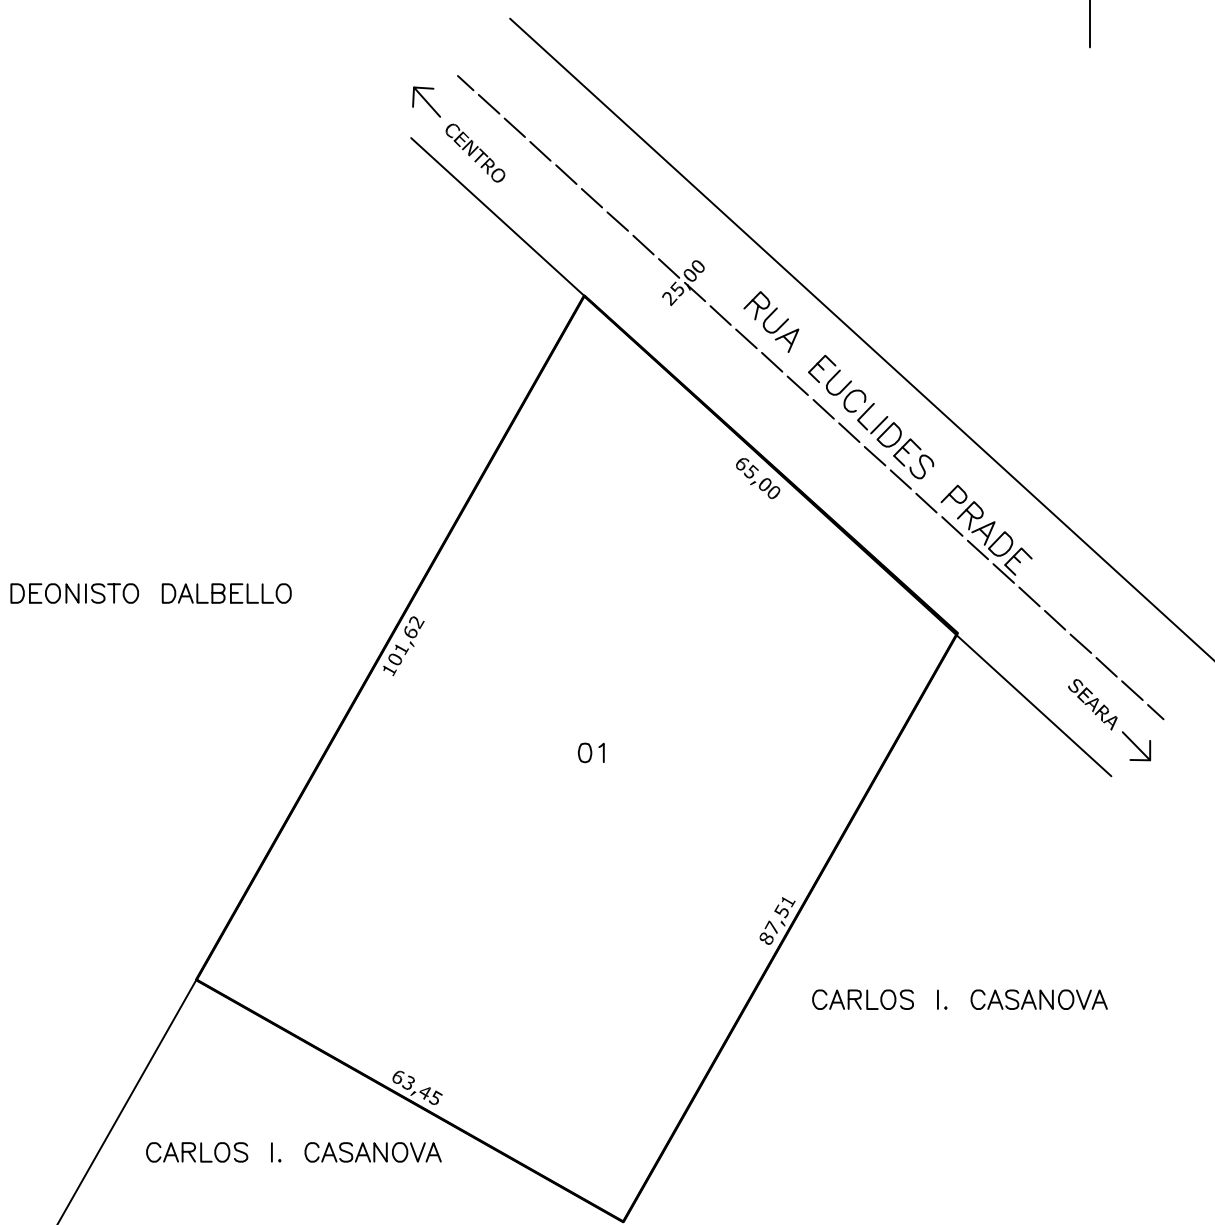 CENTRO
25,00
RUA EUCLIDES PRADE
65,00
DEONISTO DALBELLO
101,62
SEARA
01
87,51
CARLOS I. CASANOVA
63,45
CARLOS I. CASANOVA